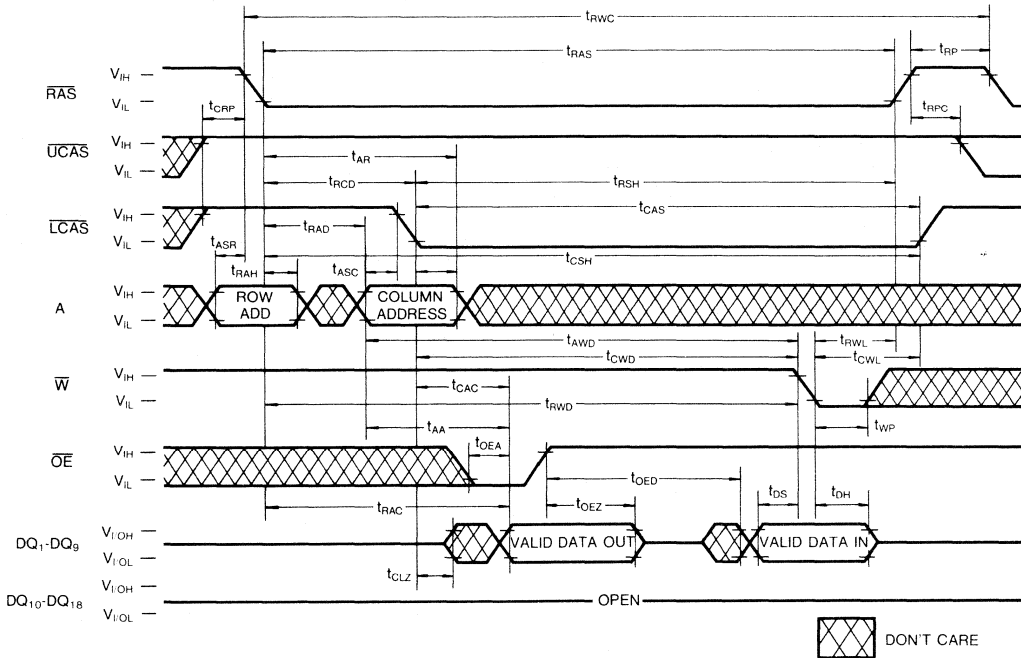 tRWC
tRAS
tRP
RAS
VIH
VIL
tCRP
tRPC
UCAS
VIH
VIL
tAR
tRCD
tRSH
LCAS
VIH
VIL
tRAD
tCAS
tASR
tCSH
tRAH
tASC
A
VIH
VIL
ROW
ADD
COLUMN
ADDRESS
tAWD
tRWL
tCWD
tCWL
W
VIH
VIL
tCAC
tRWD
tWP
tAA
OE
VIH
VIL
tOEA
tOED
tOEZ
tDS
tDH
tRAC
DQ1-DQ9
VI/OH
VI/OL
VALID DATA OUT
VALID DATA IN
tCLZ
DQ10-DQ18
VI/OH
VI/OL
OPEN
DON'T CARE